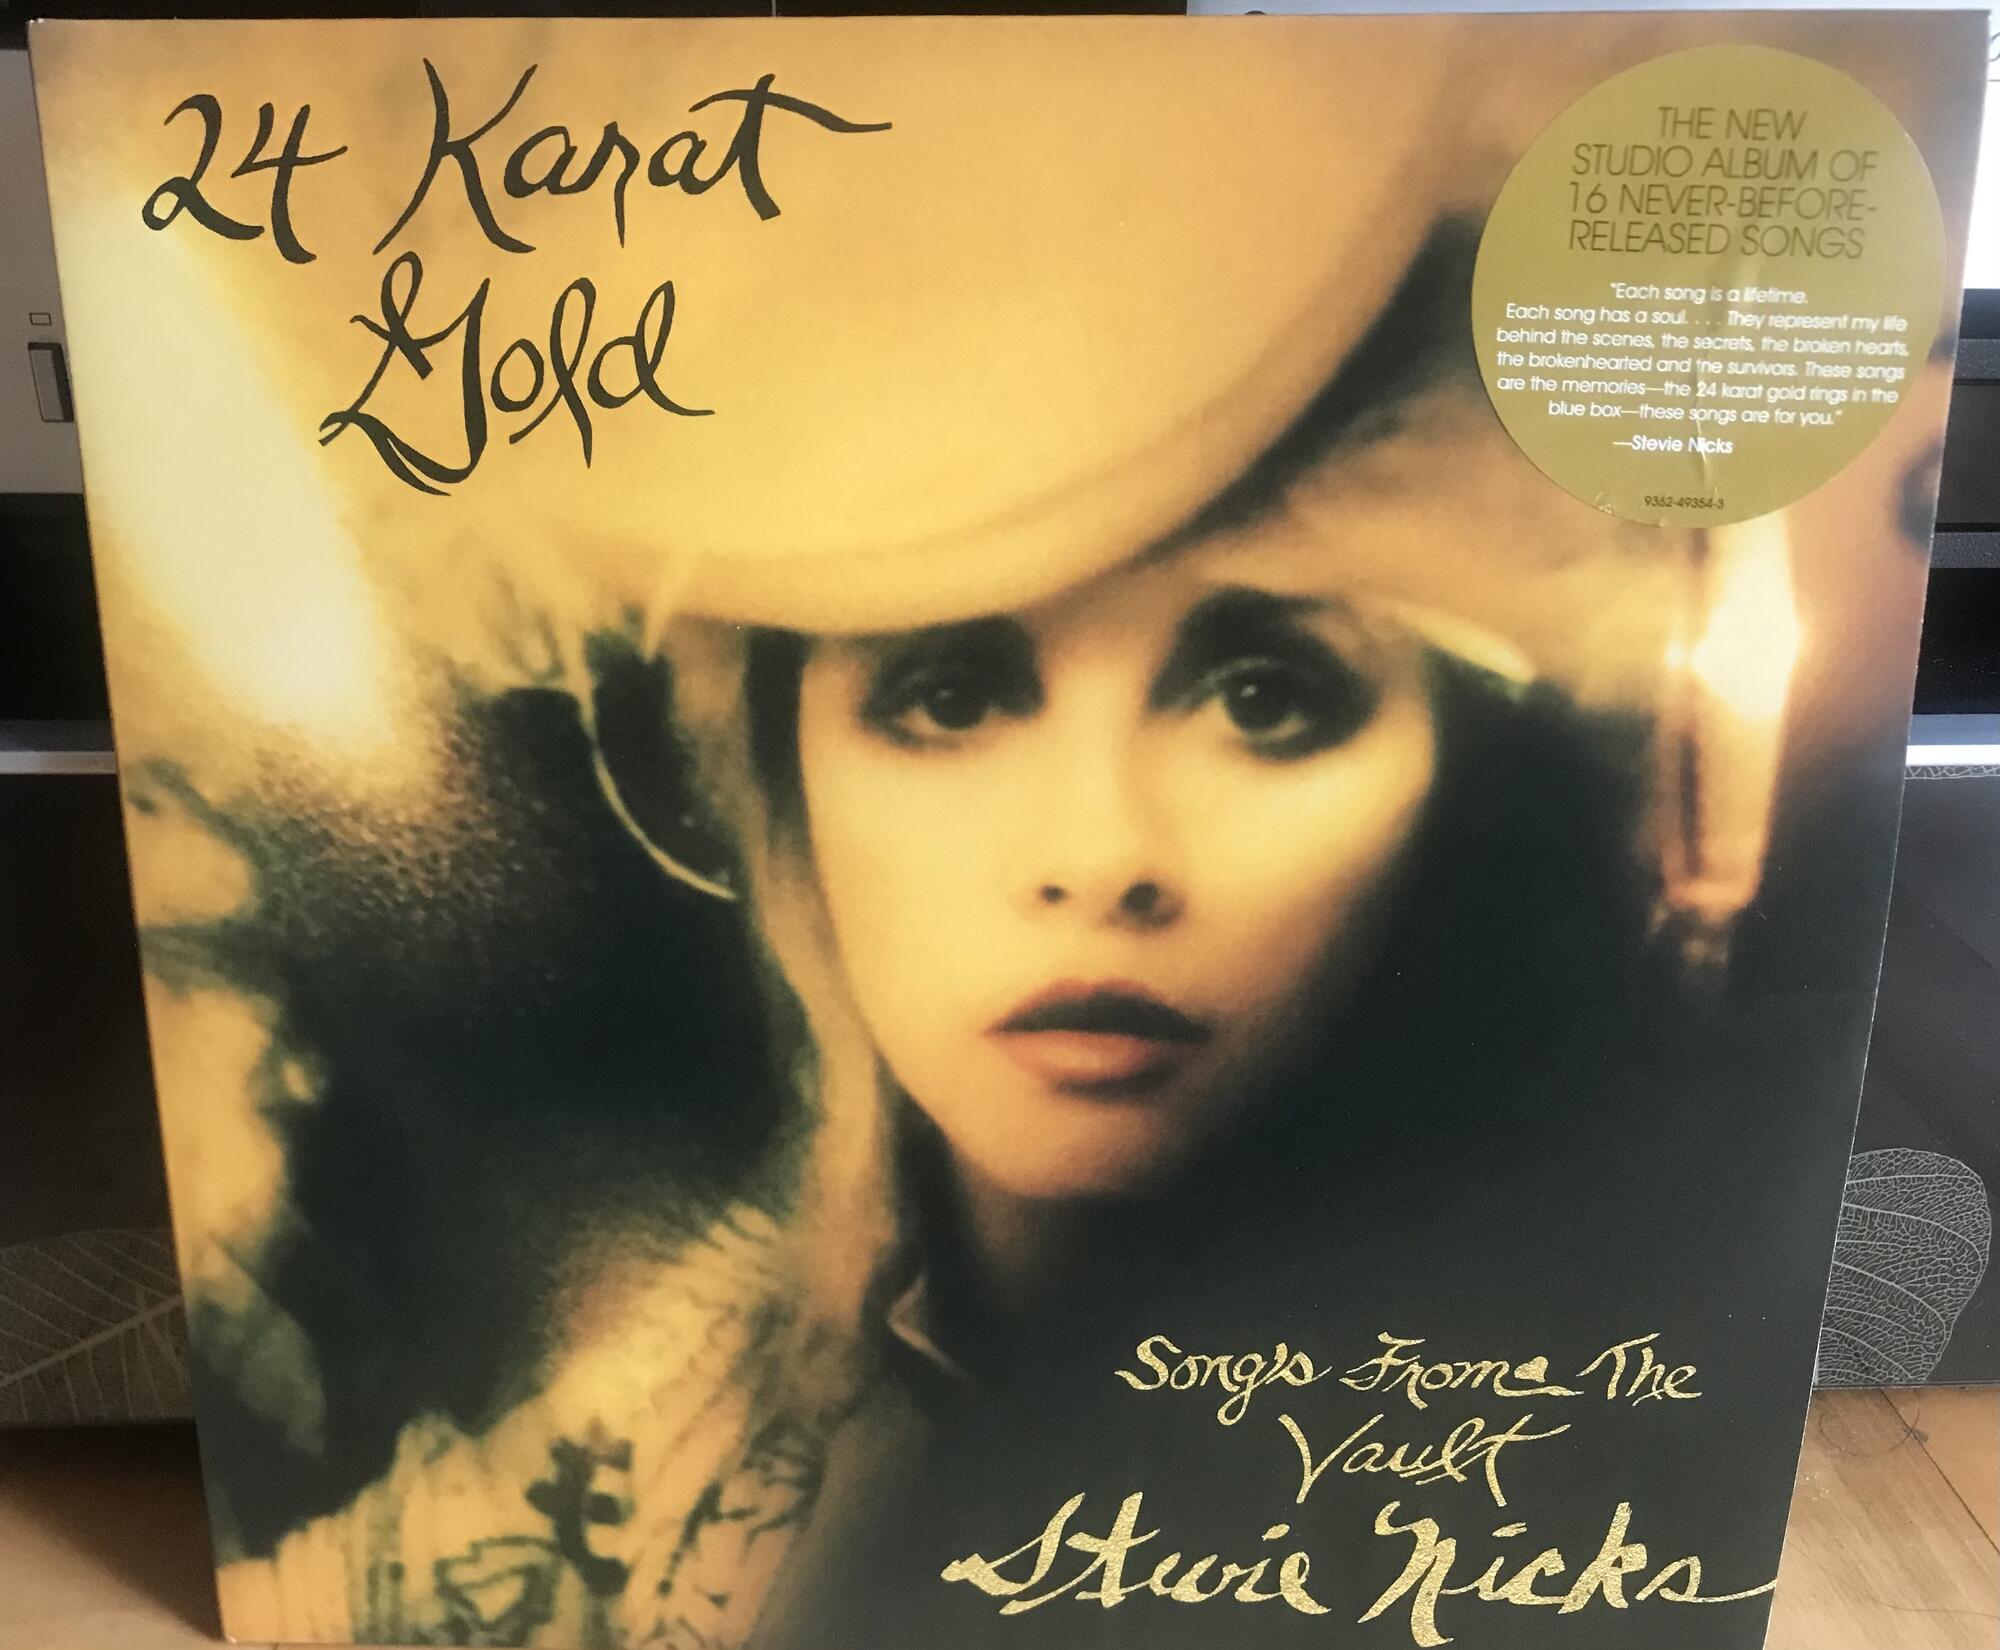 24 Karat
Gold
THE NEW
STUDIO ALBUM OF
16 NEVER-BEFORE-
RELEASED SONGS
"Each song is a lifetime.
Each song has a soul. . . . They represent my life
behind the scenes, the secrets, the broken hearts,
the brokenhearted and the survivors. These songs
are the memories—the 24 karat gold rings in the
blue box—these songs are for you."
—Stevie Nicks
9362-49354-3
Songs From The
Vault
Stevie Nicks